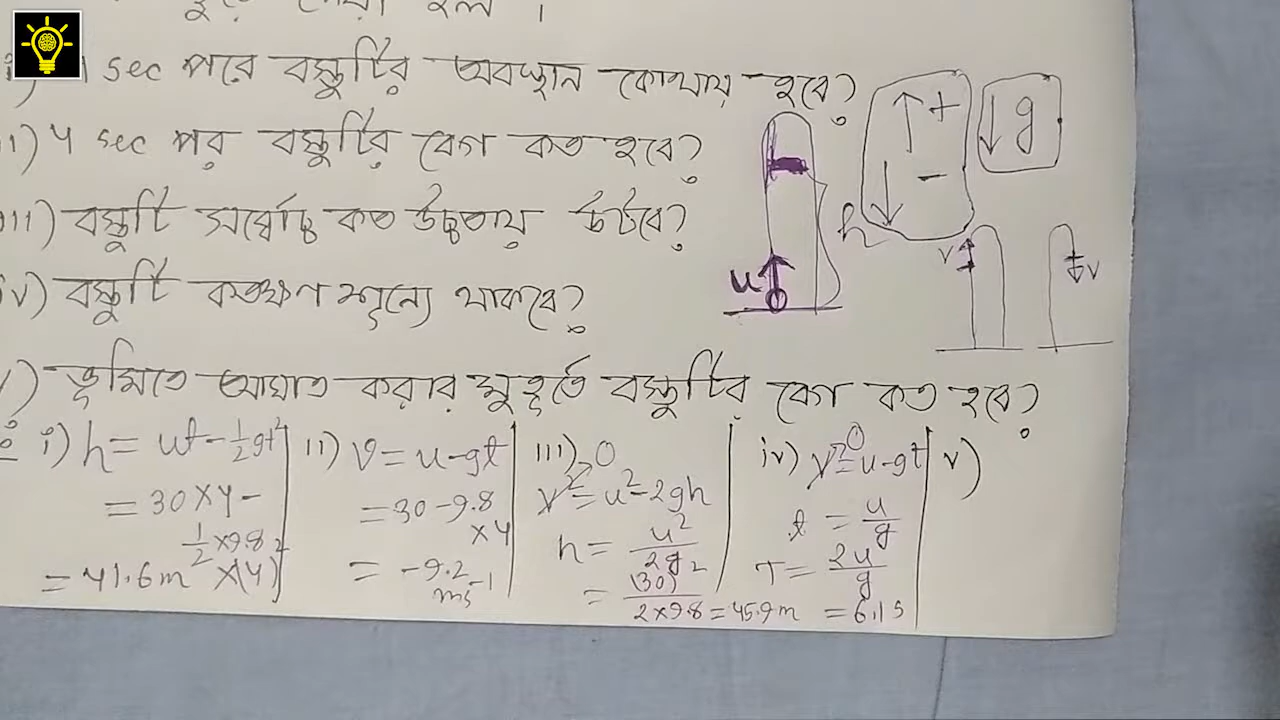 ছুড়ে দেয়া হল ।
i) 4 sec পরে বস্তুটির অবস্থান কোথায় হবে?
ii) 4 sec পর বস্তুটির বেগ কত হবে?
iii) বস্তুটি সর্বোচ্চ কত উচ্চতায় উঠবে?
iv) বস্তুটি কতক্ষণ শূন্যে থাকবে?
v) ভূমিতে আঘাত করার মুহূর্তে বস্তুটির বেগ কত হবে?
+
-
g
h
u
v
v
i) h = ut - 1/2 gt²
= 30 × 4 -
1/2 × 9.8
× (4)²
= 41.6 m
ii) v = u - gt
= 30 - 9.8
× 4
= -9.2
ms⁻¹
iii) 0
v² = u² - 2gh
h = u²/2g
= (30)²/2×9.8 = 45.9 m
iv) v = u - gt
0
t = u/g
T = 2u/g
= 6.1 s
v)